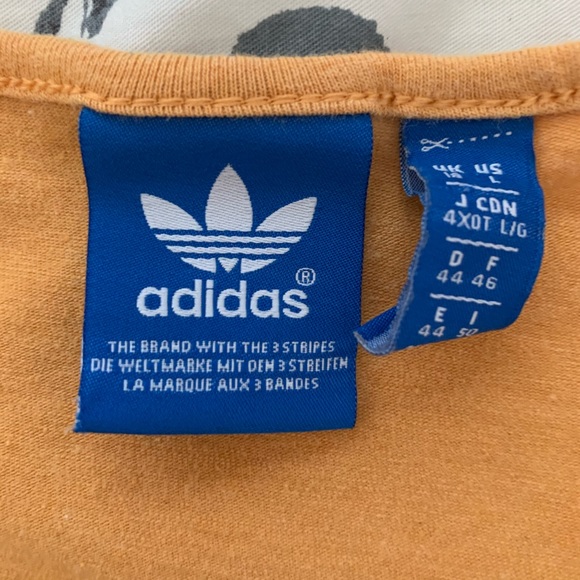 adidas®
THE BRAND WITH THE 3 STRIPES
DIE WELTMARKE MIT DEN 3 STREIFEN
LA MARQUE AUX 3 BANDES
UK US
L
J CDN
4XOT L/G
D F
44 46
E I
44